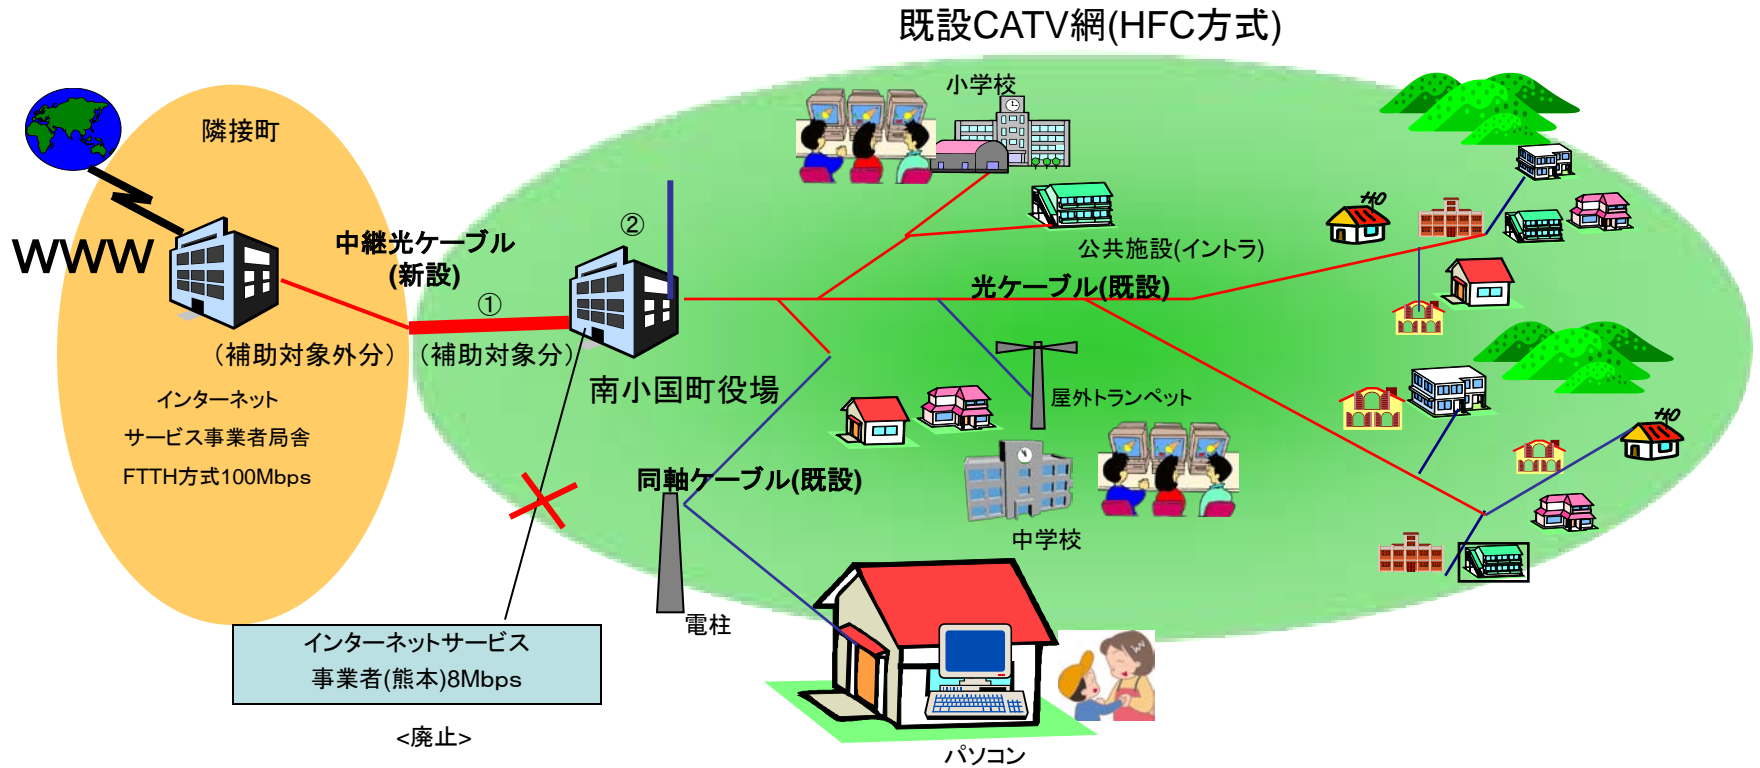 既設CATV網(HFC方式)
隣接町
WWW
中継光ケーブル
(新設)
①
②
（補助対象外分）
（補助対象分）
インターネット
サービス事業者局舎
FTTH方式100Mbps
南小国町役場
小学校
公共施設(イントラ)
光ケーブル(既設)
屋外トランペット
同軸ケーブル(既設)
中学校
電柱
インターネットサービス
事業者(熊本)8Mbps
<廃止>
パソコン